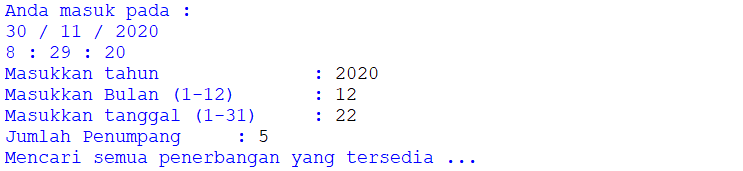 Anda masuk pada :
30 / 11 / 2020
8 : 29 : 20
Masukkan tahun : 2020
Masukkan Bulan (1-12) : 12
Masukkan tanggal (1-31) : 22
Jumlah Penumpang : 5
Mencari semua penerbangan yang tersedia ...